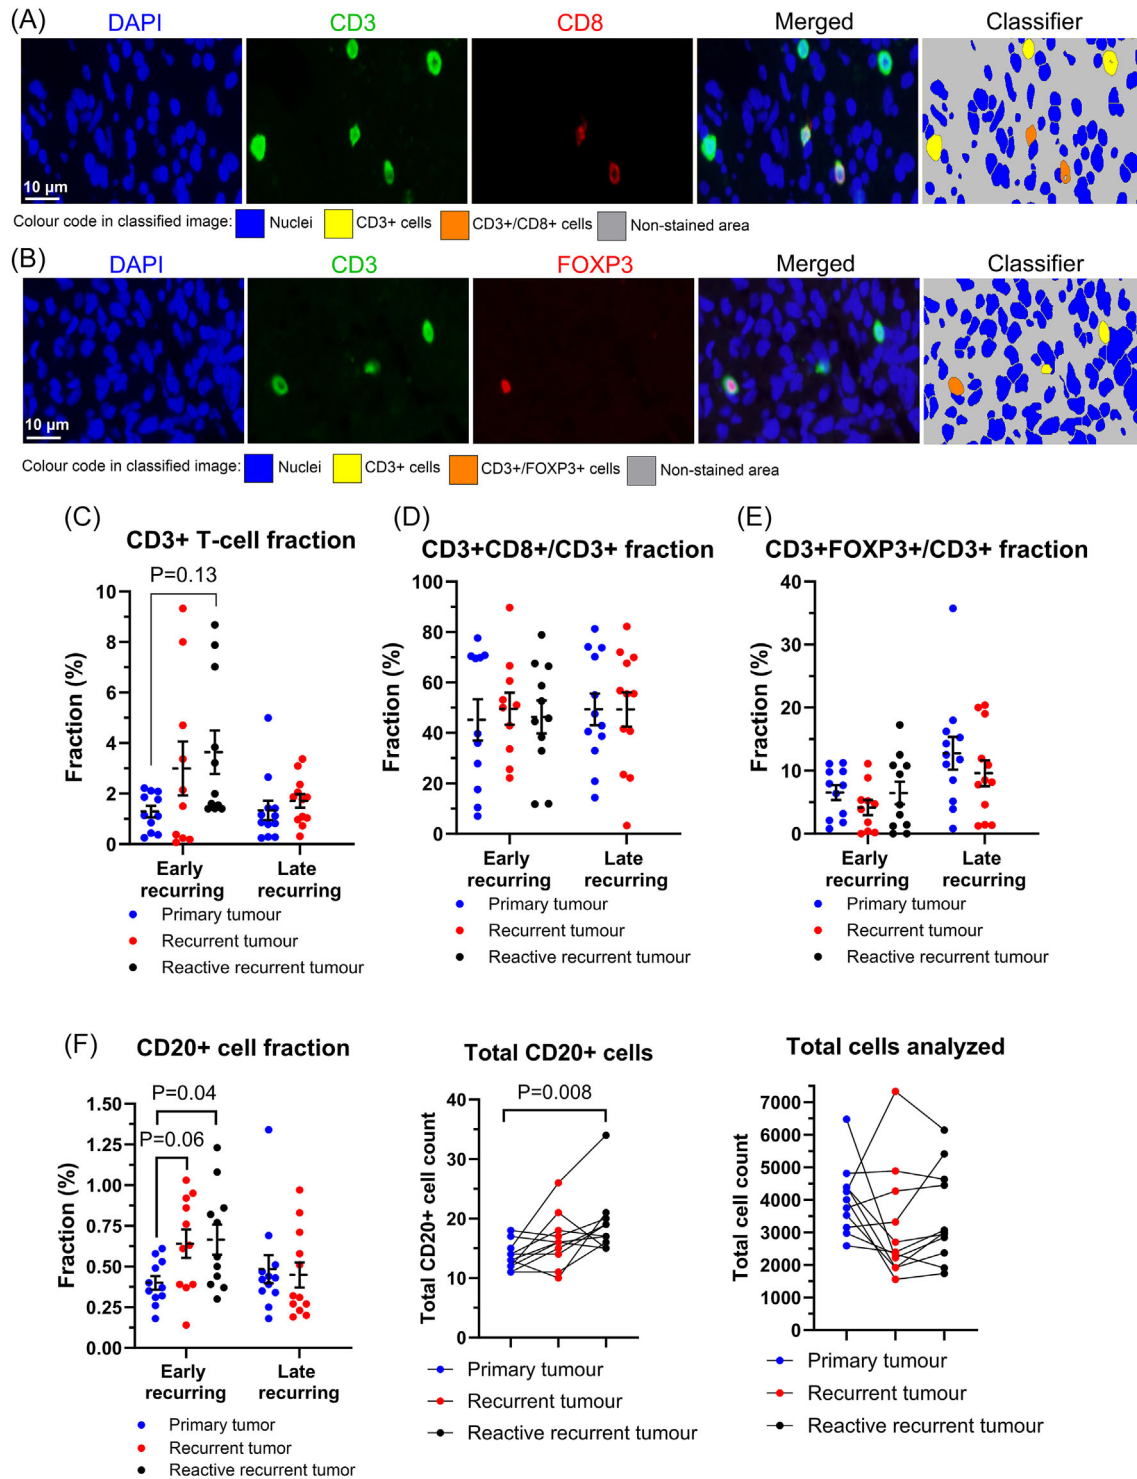 (A)
DAPI CD3 CD8 Merged Classifier
10 µm
Colour code in classified image: Nuclei CD3+ cells CD3+/CD8+ cells Non-stained area
(B)
DAPI CD3 FOXP3 Merged Classifier
10 µm
Colour code in classified image: Nuclei CD3+ cells CD3+/FOXP3+ cells Non-stained area
(C)
CD3+ T-cell fraction
P=0.13
Fraction (%)
10
8
6
4
2
0
Early recurring
Late recurring
Primary tumour
Recurrent tumour
Reactive recurrent tumour
(D)
CD3+CD8+/CD3+ fraction
Fraction (%)
100
80
60
40
20
0
Early recurring
Late recurring
Primary tumour
Recurrent tumour
Reactive recurrent tumour
(E)
CD3+FOXP3+/CD3+ fraction
Fraction (%)
40
30
20
10
0
Early recurring
Late recurring
Primary tumour
Recurrent tumour
Reactive recurrent tumour
(F)
CD20+ cell fraction
P=0.04
P=0.06
Fraction (%)
1.50
1.25
1.00
0.75
0.50
0.25
0.00
Early recurring
Late recurring
Primary tumor
Recurrent tumor
Reactive recurrent tumor
Total CD20+ cells
P=0.008
Total CD20+ cell count
40
30
20
10
0
Primary tumour
Recurrent tumour
Reactive recurrent tumour
Total cells analyzed
Total cell count
7000
6000
5000
4000
3000
2000
1000
0
Primary tumour
Recurrent tumour
Reactive recurrent tumour